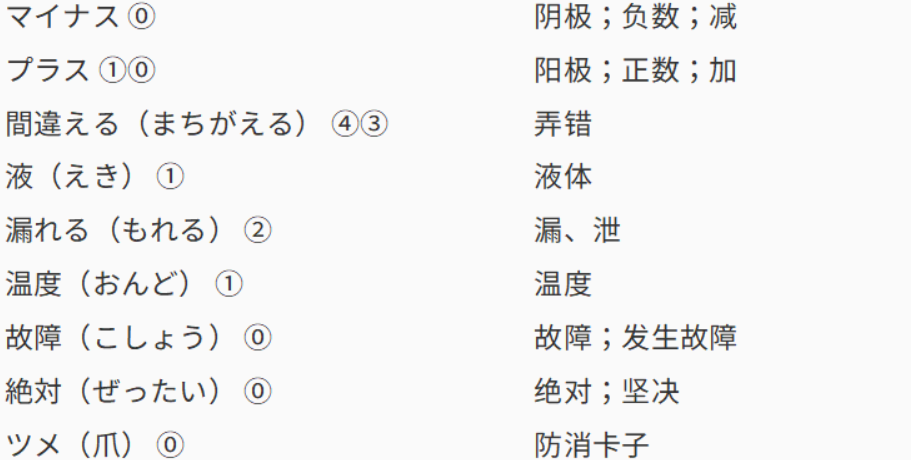 マイナス ⓪ 阴极；负数；减
プラス ①⓪ 阳极；正数；加
間違える（まちがえる） ④③ 弄错
液（えき） ① 液体
漏れる（もれる） ② 漏、泄
温度（おんど） ① 温度
故障（こしょう） ⓪ 故障；发生故障
絶対（ぜったい） ⓪ 绝对；坚决
ツメ（爪） ⓪ 防消卡子